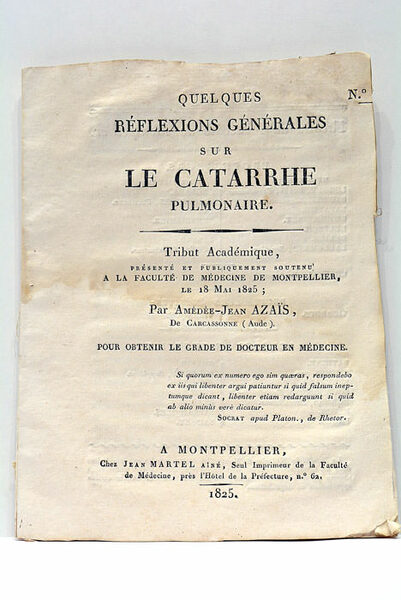 QUELQUES
N.º
RÉFLEXIONS GÉNÉRALES
SUR
LE CATARRHE
PULMONAIRE.
Tribut Académique,
PRÉSENTÉ ET PUBLIQUEMENT SOUTENU
A LA FACULTÉ DE MÉDECINE DE MONTPELLIER,
LE 18 MAI 1825 ;
Par AMÉDÉE-JEAN AZAÏS,
De CARCASSONNE (Aude).
POUR OBTENIR LE GRADE DE DOCTEUR EN MÉDECINE.
Si quorum ex numero ego sim quæras, respondebo
ex iis qui libenter argui patiantur si quid falsum inep-
tumque dicant, libenter etiam redarguunt si quid
ab alio minùs verè dicatur.
SOCRAT apud Platon., de Rhetor.
A MONTPELLIER,
Chez JEAN MARTEL AÎNÉ, Seul Imprimeur de la Faculté
de Médecine, près l'Hôtel de la Préfecture, n.º 62.
1825.